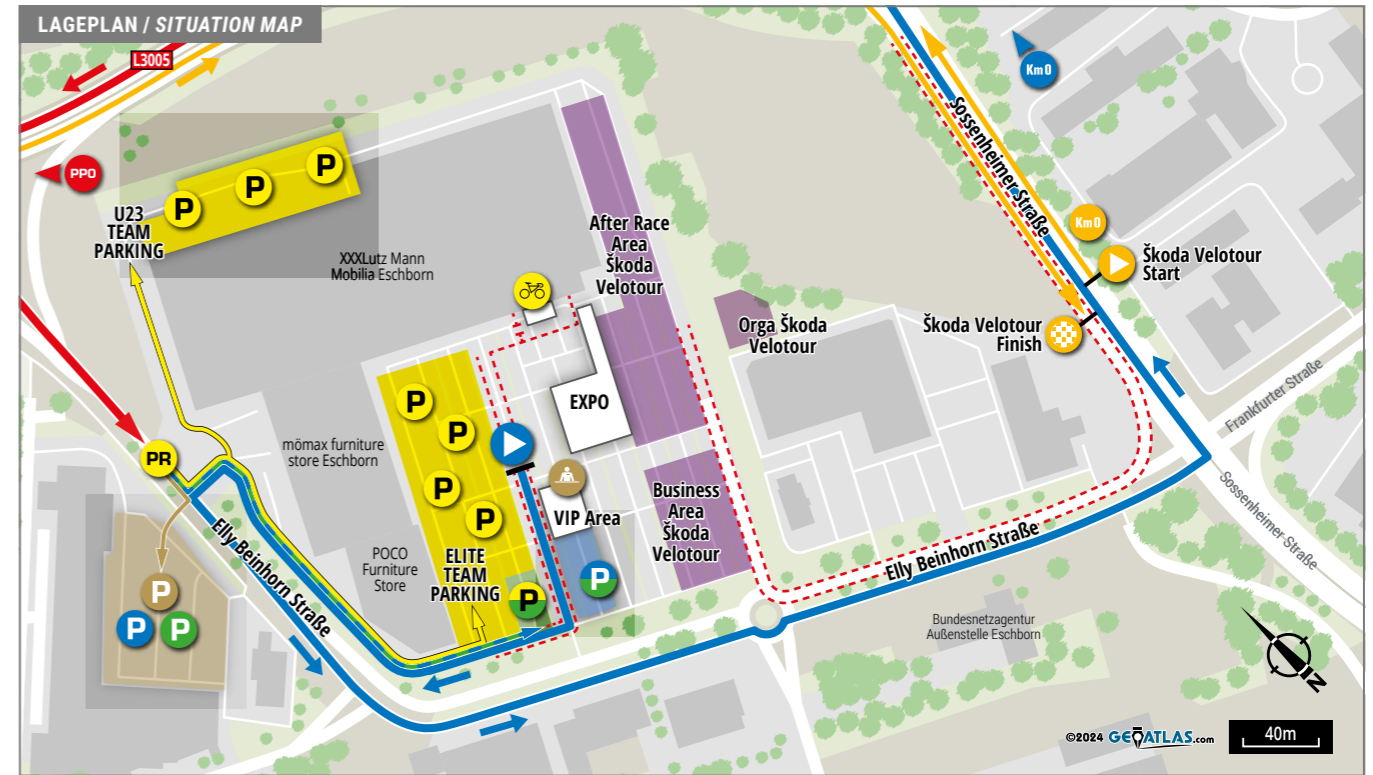 LAGEPLAN / SITUATION MAP
L3005
Km 0
PPO
U23
TEAM
PARKING
P
P
P
XXXLutz Mann
Mobilia Eschborn
After Race
Area
Škoda
Velotour
Sossenheimer Straße
Km 0
Škoda Velotour
Start
Orga Škoda
Velotour
Škoda Velotour
Finish
Frankfurter Straße
EXPO
P
P
P
P
mömax furniture
store Eschborn
PR
VIP Area
Business
Area
Škoda
Velotour
Sossenheimer Straße
Elly Beinhorn Straße
POCO
Furniture
Store
ELITE
TEAM
PARKING
P
P
P
P
P
Elly Beinhorn Straße
Bundesnetzagentur
Außenstelle Eschborn
N
©2024 GEOATLAS.com
40m